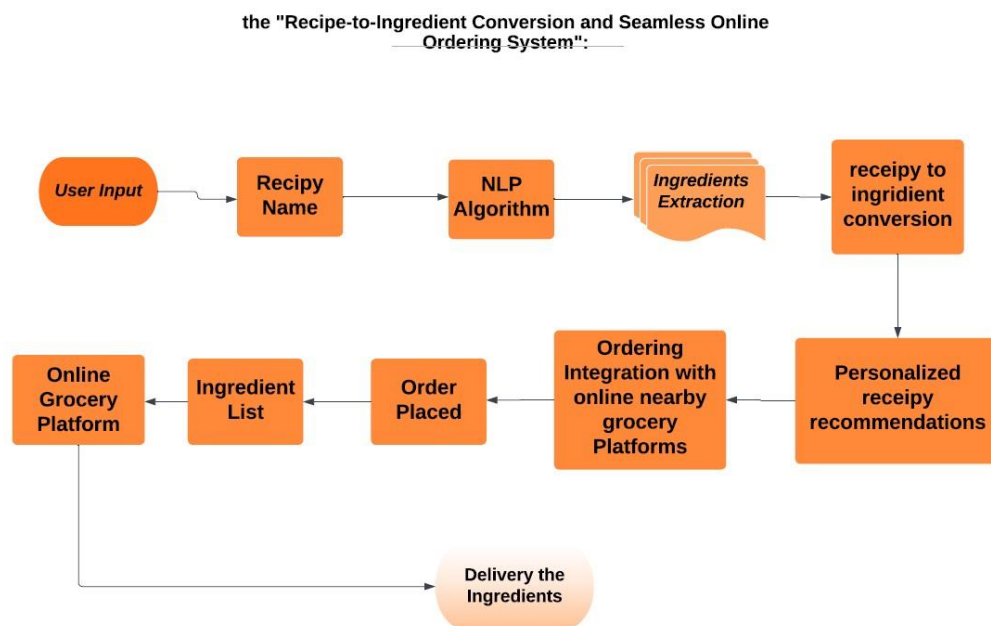 the "Recipe-to-Ingredient Conversion and Seamless Online
Ordering System":
User Input
Recipy
Name
NLP
Algorithm
Ingredients
Extraction
receipy to
ingridient
conversion
Personalized
receipy
recommendations
Ordering
Integration with
online nearby
grocery
Platforms
Order
Placed
Ingredient
List
Online
Grocery
Platform
Delivery the
Ingredients